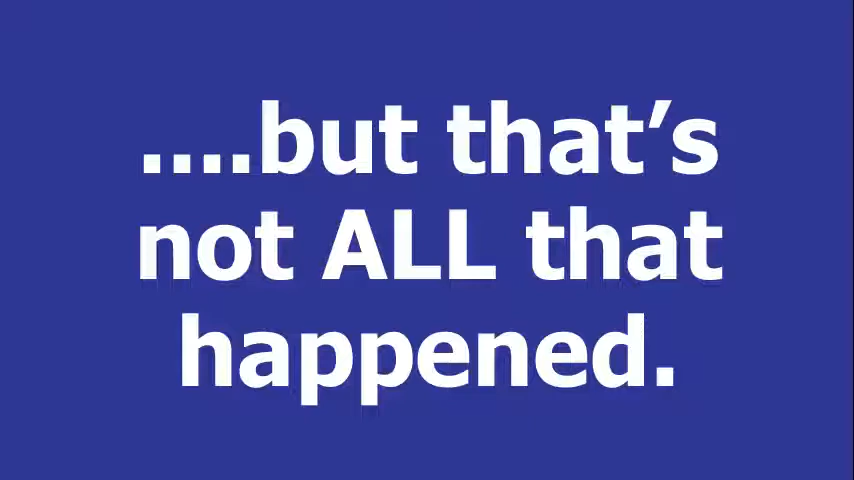 ....but that’s
not ALL that
happened.